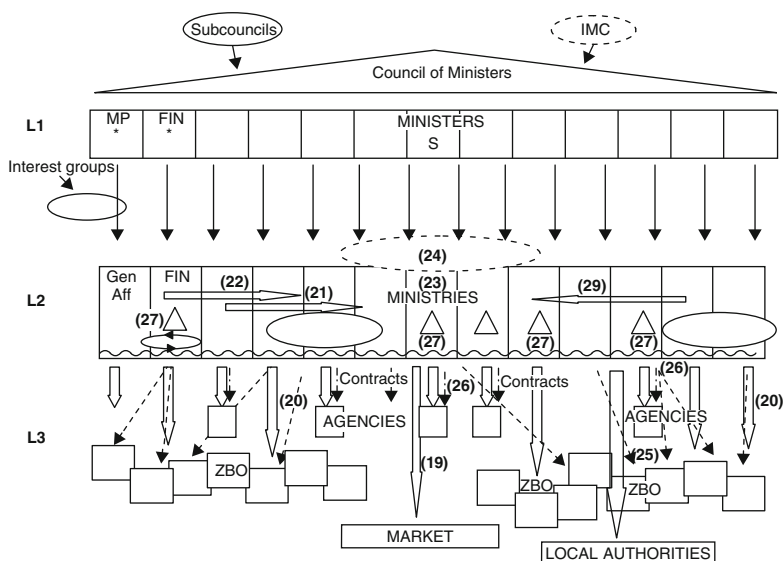 Subcouncils
IMC
Council of Ministers
L1
MP
*
FIN
*
MINISTERS
S
Interest groups
(24)
Gen
Aff
FIN
(22)
(23)
(29)
L2
(21)
MINISTRIES
(27)
(27)
(27)
(27)
Contracts
(26)
Contracts
(26)
(20)
(20)
AGENCIES
AGENCIES
L3
ZBO
(19)
(25)
ZBO
ZBO
MARKET
LOCAL AUTHORITIES